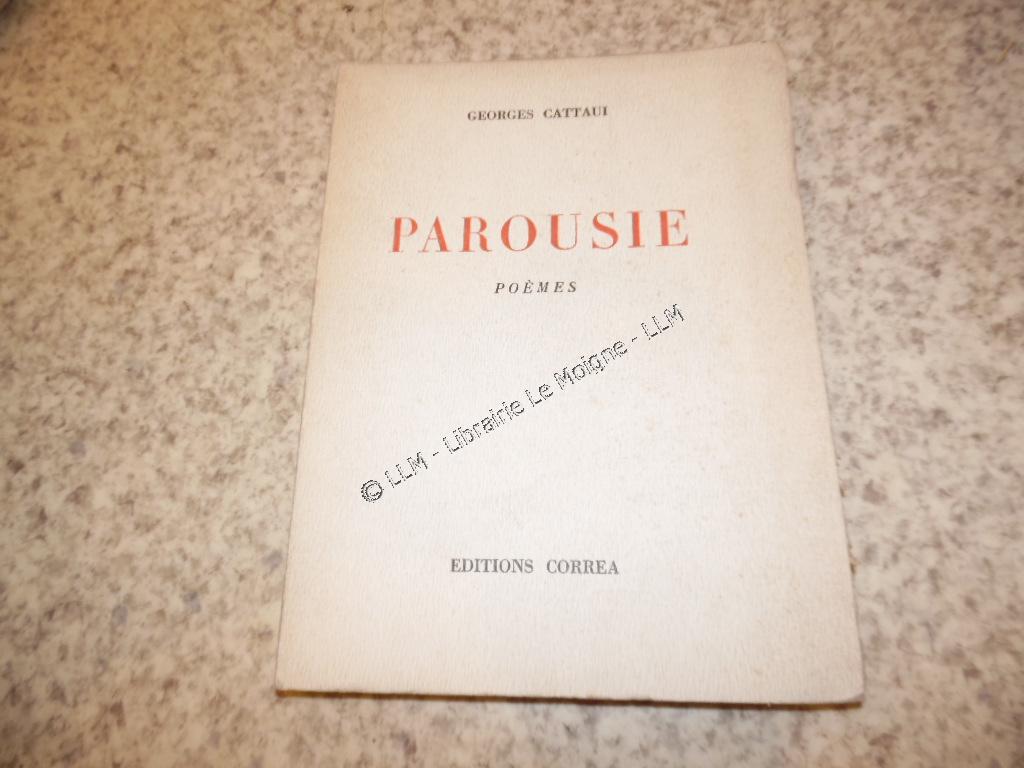 GEORGES CATTAUI
PAROUSIE
POÈMES
© LLM - Librairie Le Moigne - LLM
EDITIONS CORREA